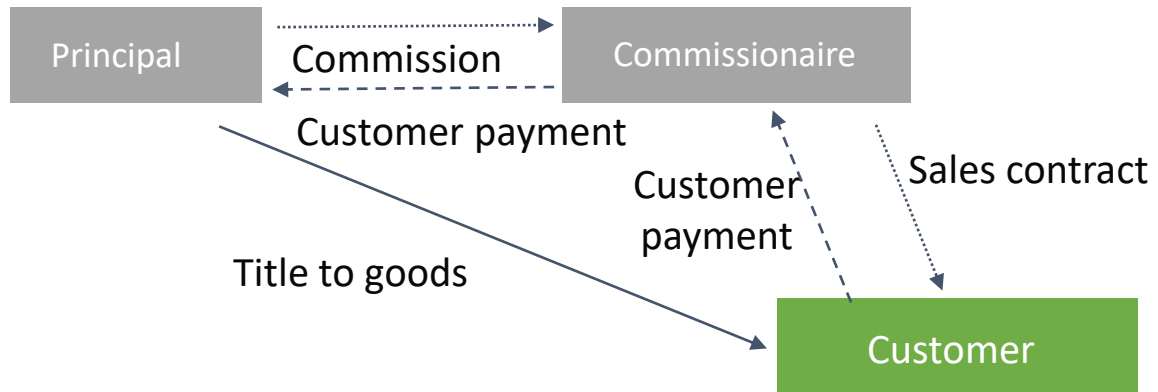 Principal
Commission
Commissionaire
Customer payment
Customer
payment
Sales contract
Title to goods
Customer